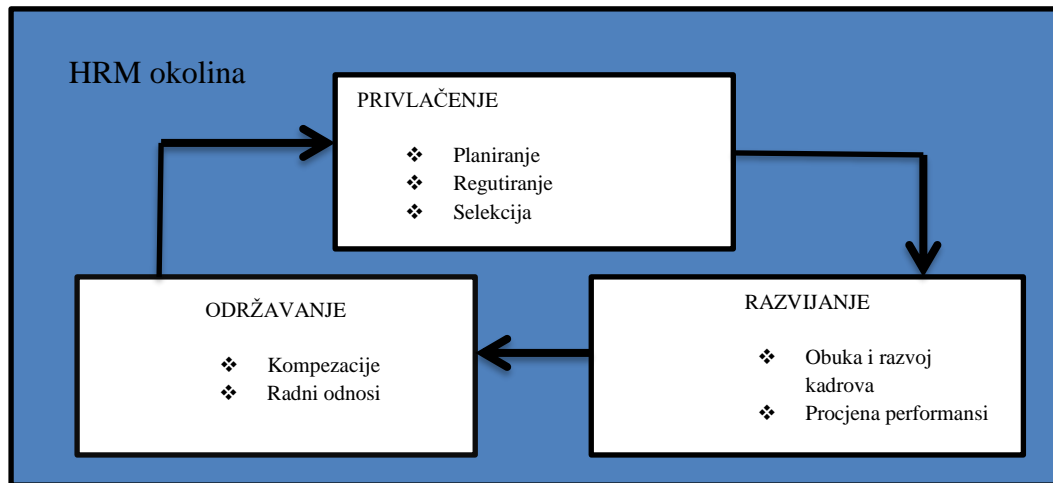 HRM okolina
PRIVLAČENJE
❖ Planiranje
❖ Regutiranje
❖ Selekcija
ODRŽAVANJE
❖ Kompezacije
❖ Radni odnosi
RAZVIJANJE
❖ Obuka i razvoj
kadrova
❖ Procjena performansi